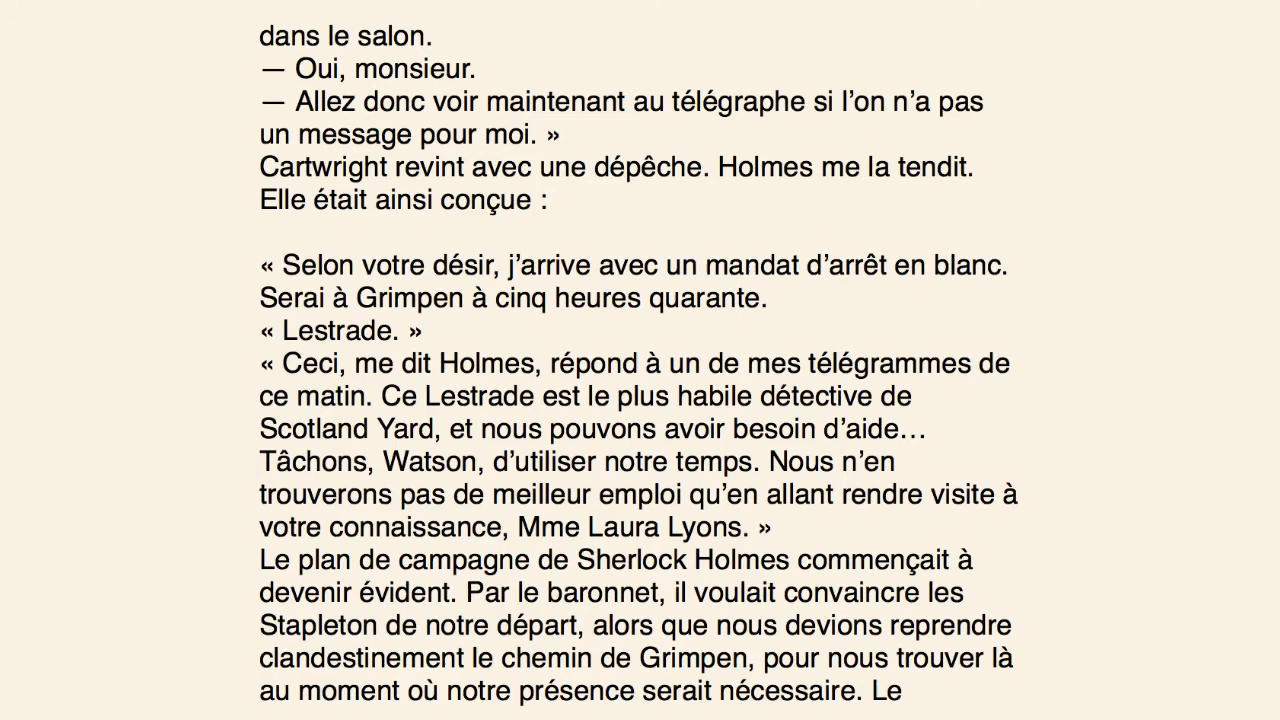 dans le salon.
— Oui, monsieur.
— Allez donc voir maintenant au télégraphe si l’on n’a pas
un message pour moi. »
Cartwright revint avec une dépêche. Holmes me la tendit.
Elle était ainsi conçue :
« Selon votre désir, j’arrive avec un mandat d’arrêt en blanc.
Serai à Grimpen à cinq heures quarante.
« Lestrade. »
« Ceci, me dit Holmes, répond à un de mes télégrammes de
ce matin. Ce Lestrade est le plus habile détective de
Scotland Yard, et nous pouvons avoir besoin d’aide…
Tâchons, Watson, d’utiliser notre temps. Nous n’en
trouverons pas de meilleur emploi qu’en allant rendre visite à
votre connaissance, Mme Laura Lyons. »
Le plan de campagne de Sherlock Holmes commençait à
devenir évident. Par le baronnet, il voulait convaincre les
Stapleton de notre départ, alors que nous devions reprendre
clandestinement le chemin de Grimpen, pour nous trouver là
au moment où notre présence serait nécessaire. Le